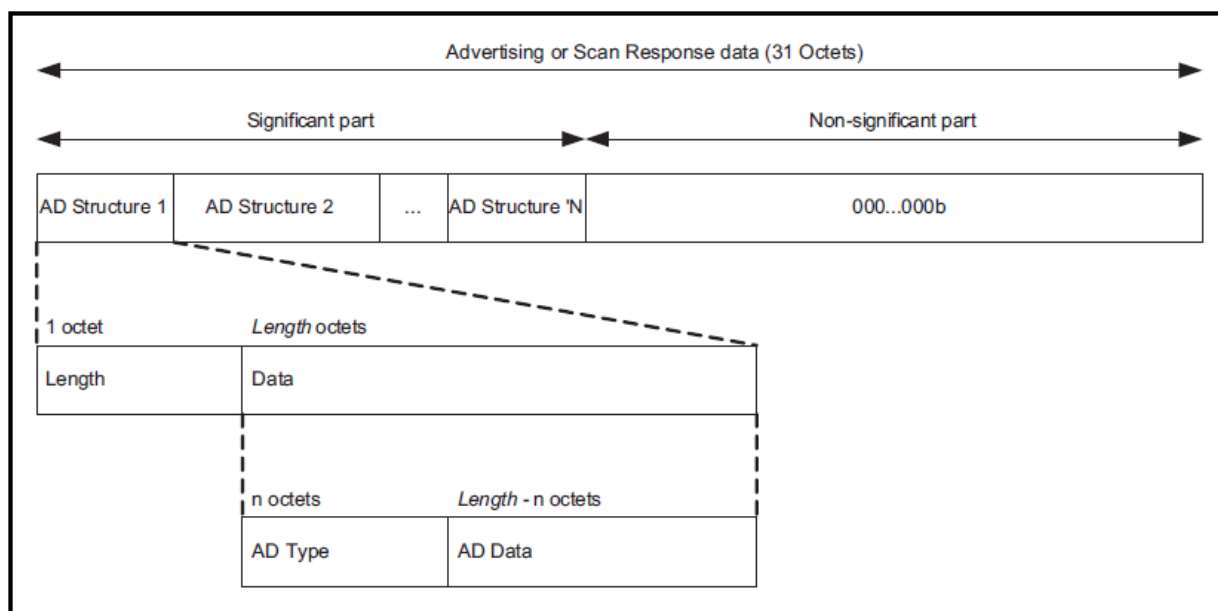 Advertising or Scan Response data (31 Octets)
Significant part
Non-significant part
AD Structure 1
AD Structure 2
...
AD Structure 'N
000...000b
1 octet
Length octets
Length
Data
n octets
Length - n octets
AD Type
AD Data